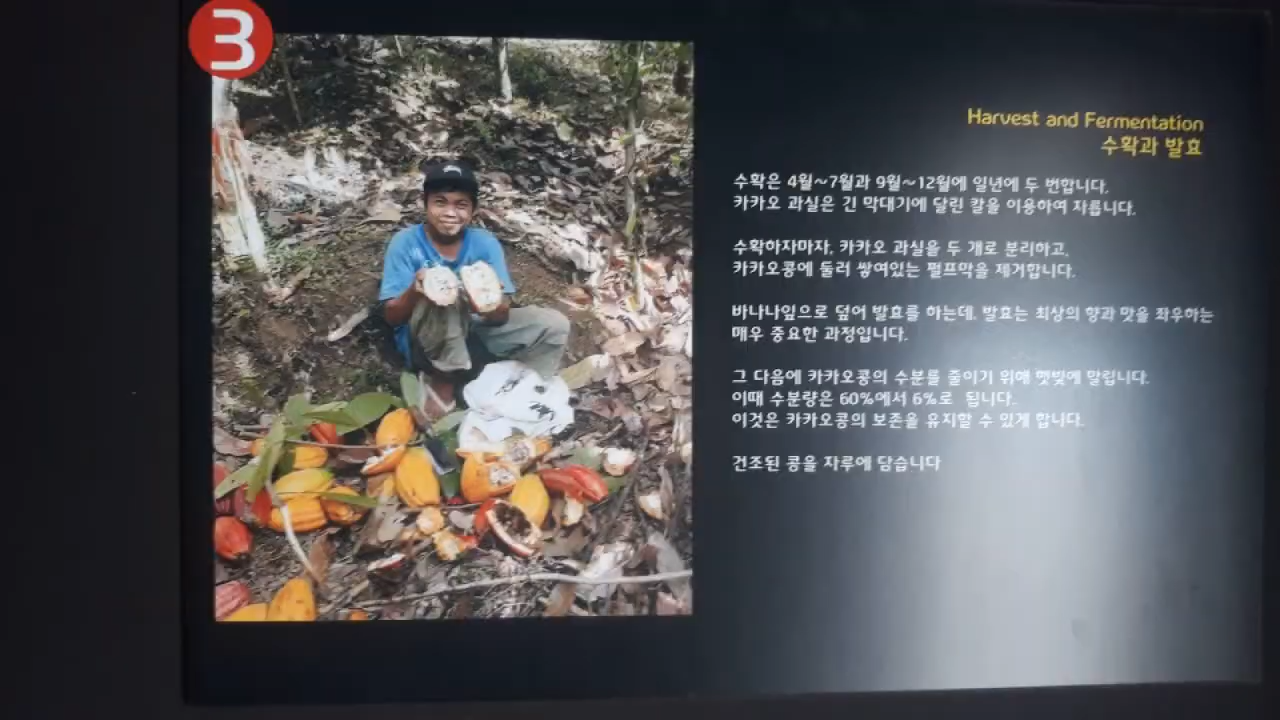 3
Harvest and Fermentation
수확과 발효
수확은 4월~7월과 9월~12월에 일년에 두 번합니다.
카카오 과실은 긴 막대기에 달린 칼을 이용하여 자릅니다.
수확하자마자, 카카오 과실을 두 개로 분리하고,
카카오콩에 둘러 쌓여있는 펄프막을 제거합니다.
바나나잎으로 덮어 발효를 하는데, 발효는 최상의 향과 맛을 좌우하는
매우 중요한 과정입니다.
그 다음에 카카오콩의 수분를 줄이기 위해 햇빛에 말립니다.
이때 수분량은 60%에서 6%로 됩니다.
이것은 카카오콩의 보존을 유지할 수 있게 합니다.
건조된 콩을 자루에 담습니다